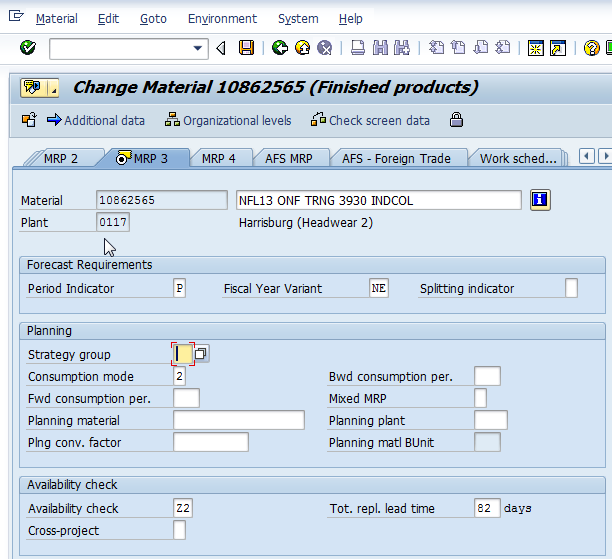 Material Edit Goto Environment System Help
Change Material 10862565 (Finished products)
Additional data Organizational levels Check screen data
MRP 2 MRP 3 MRP 4 AFS MRP AFS - Foreign Trade Work sched...
Material 10862565 NFL13 ONF TRNG 3930 INDCOL
Plant 0117 Harrisburg (Headwear 2)
Forecast Requirements
Period Indicator P Fiscal Year Variant NE Splitting indicator
Planning
Strategy group
Consumption mode 2 Bwd consumption per.
Fwd consumption per. Mixed MRP
Planning material Planning plant
Plng conv. factor Planning matl BUnit
Availability check
Availability check Z2 Tot. repl. lead time 82 days
Cross-project